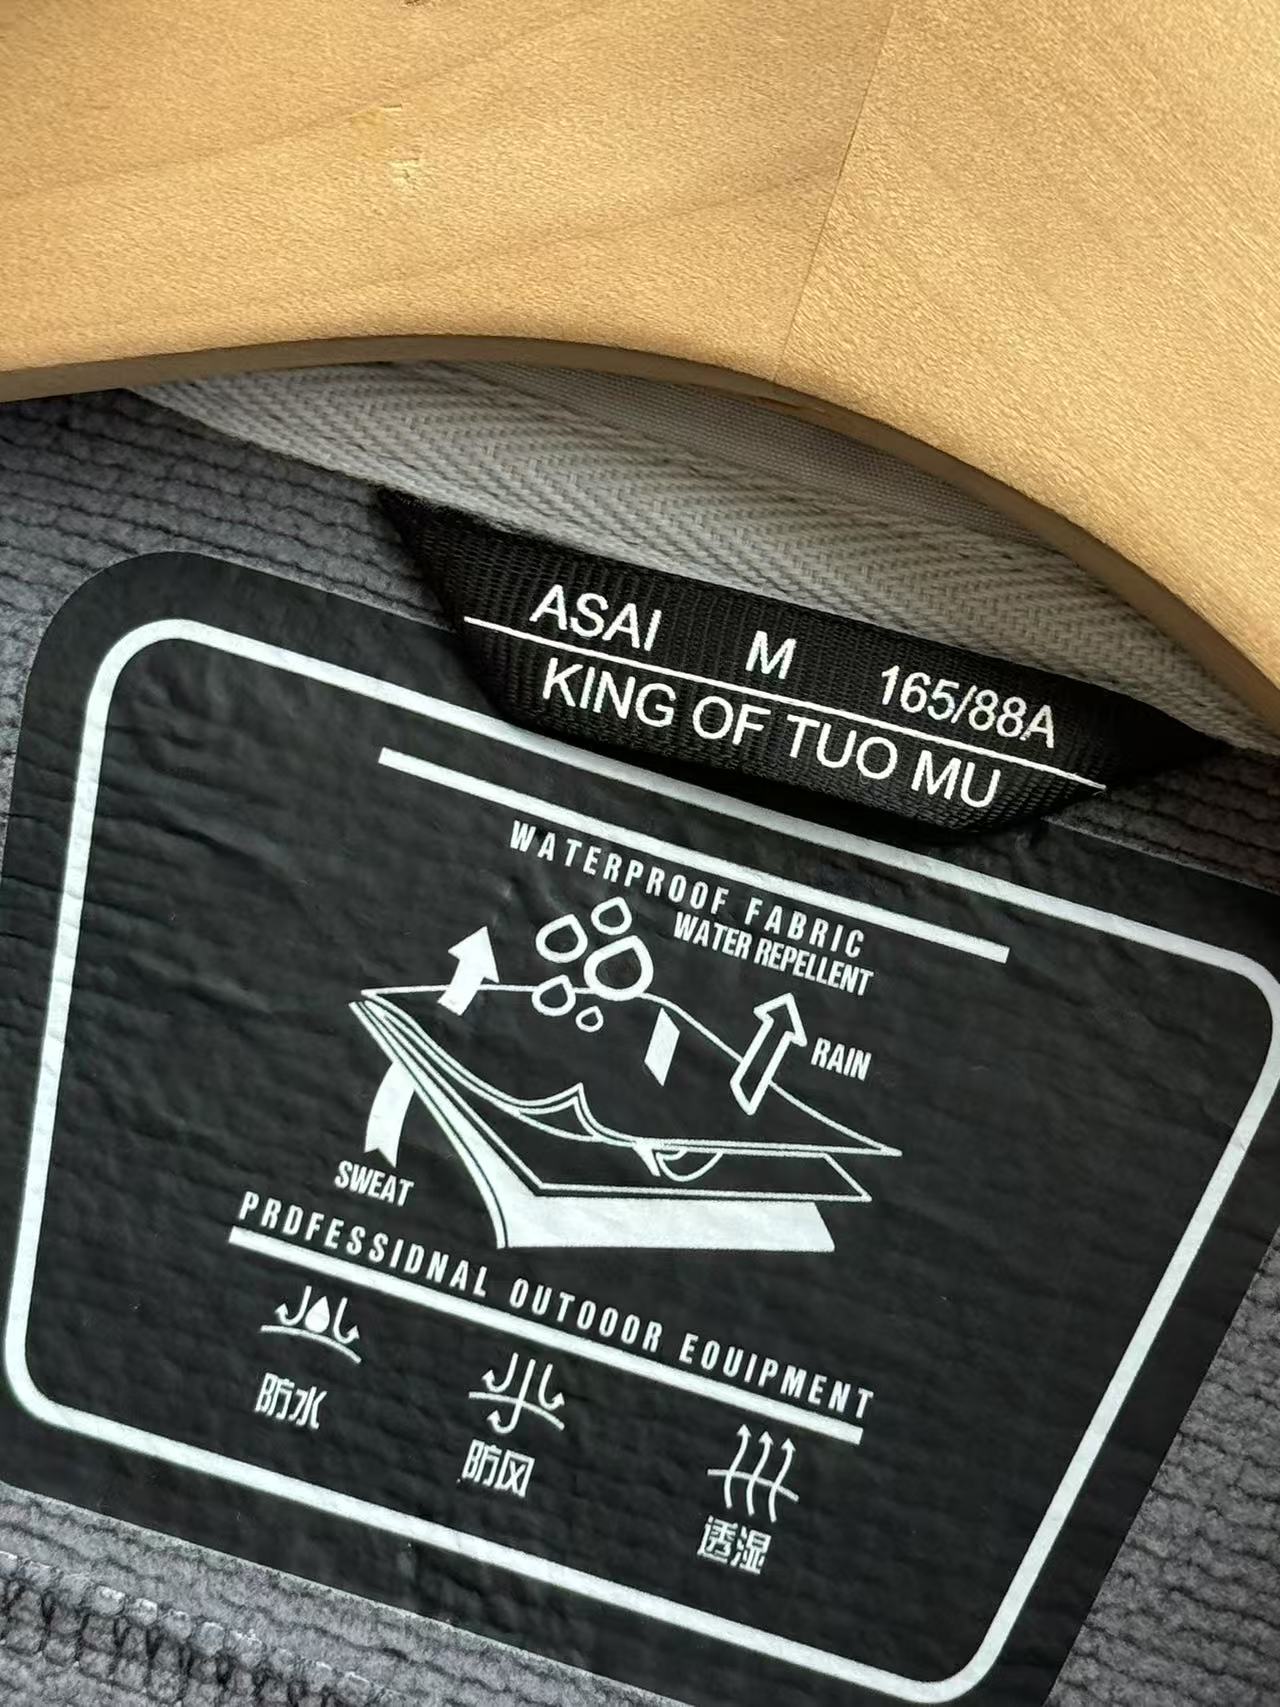 ASAI M 165/88A
KING OF TUO MU
WATERPROOF FABRIC
WATER REPELLENT
RAIN
SWEAT
PRDFESSIDNAL OUTOOOR EQUIPMENT
防水
防风
透湿